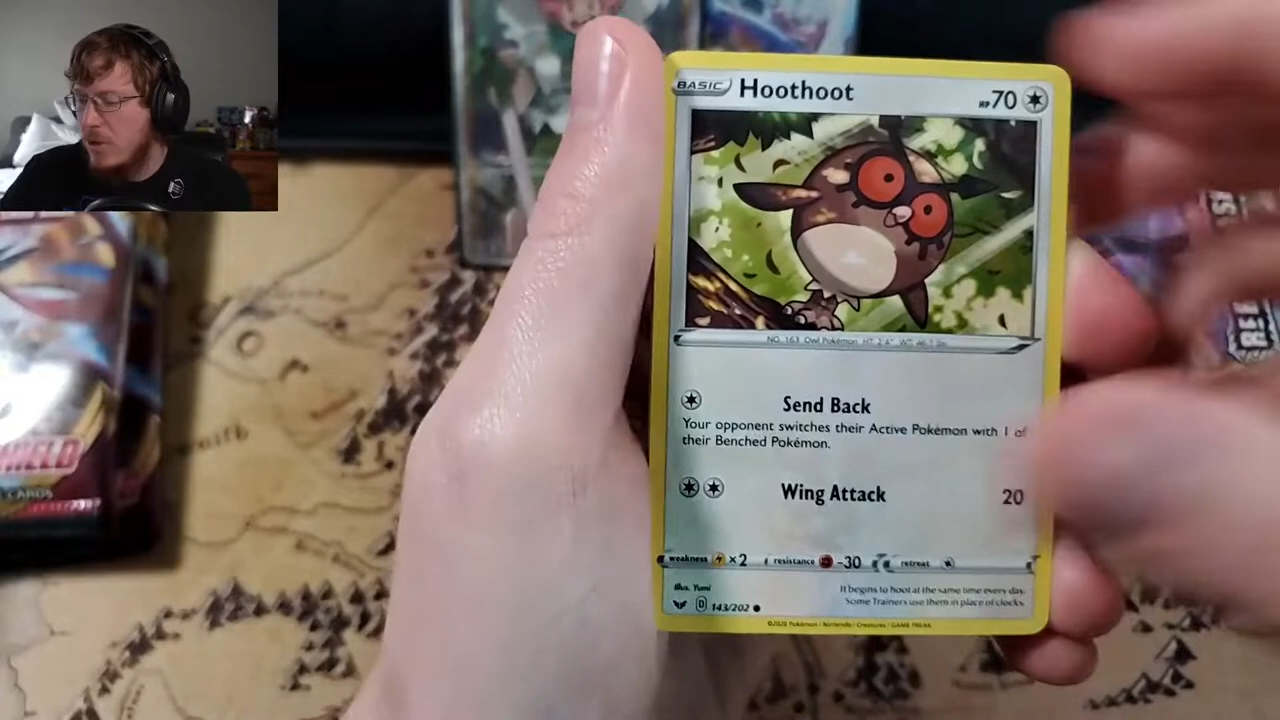 BASIC Hoothoot HP 70
NO. 163 Owl Pokémon HT: 2'4" WT: 46.7 lbs.
Send Back
Your opponent switches their Active Pokémon with 1 of
their Benched Pokémon.
Wing Attack 20
weakness ×2 resistance -30 retreat
Illus. Yumi
It begins to hoot at the same time every day.
Some Trainers use them in place of clocks.
D 143/202
©2020 Pokémon / Nintendo / Creatures / GAME FREAK
CARDS